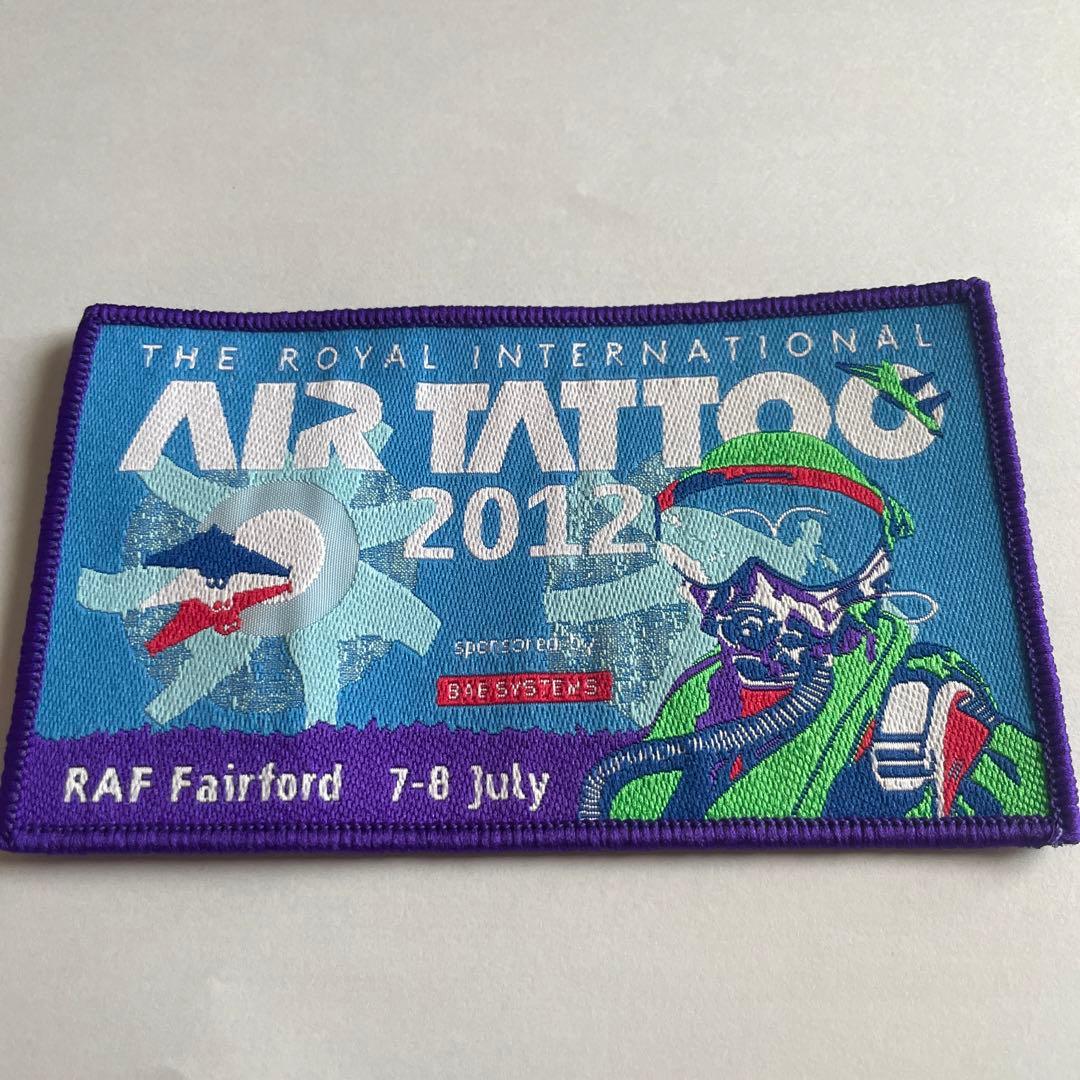 THE ROYAL INTERNATIONAL
AIR TATTOO
2012
sponsored by
BAE SYSTEMS
RAF Fairford 7-8 July